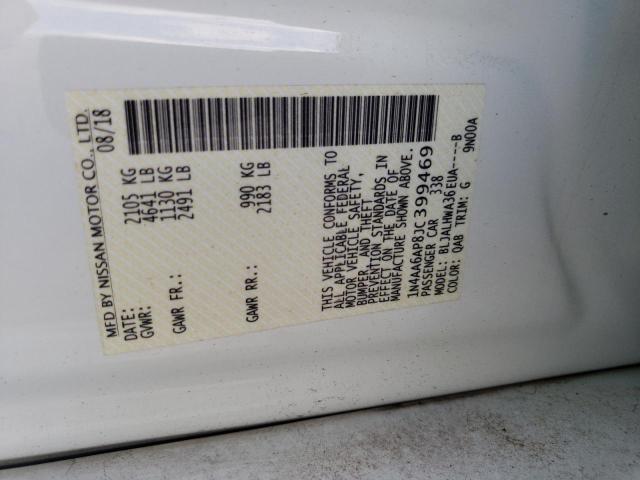 MFD BY NISSAN MOTOR CO., LTD.
DATE: 08/18
GVWR: 2105 KG
4641 LB
GAWR FR.: 1130 KG
2491 LB
GAWR RR.: 990 KG
2183 LB
THIS VEHICLE CONFORMS TO
ALL APPLICABLE FEDERAL
MOTOR VEHICLE SAFETY,
BUMPER, AND THEFT
PREVENTION STANDARDS IN
EFFECT ON THE DATE OF
MANUFACTURE SHOWN ABOVE.
1N4AA6AP8JC399469
PASSENGER CAR 338
MODEL: BLJALHWA36EUA----B
COLOR: QAB TRIM: G 9N00A